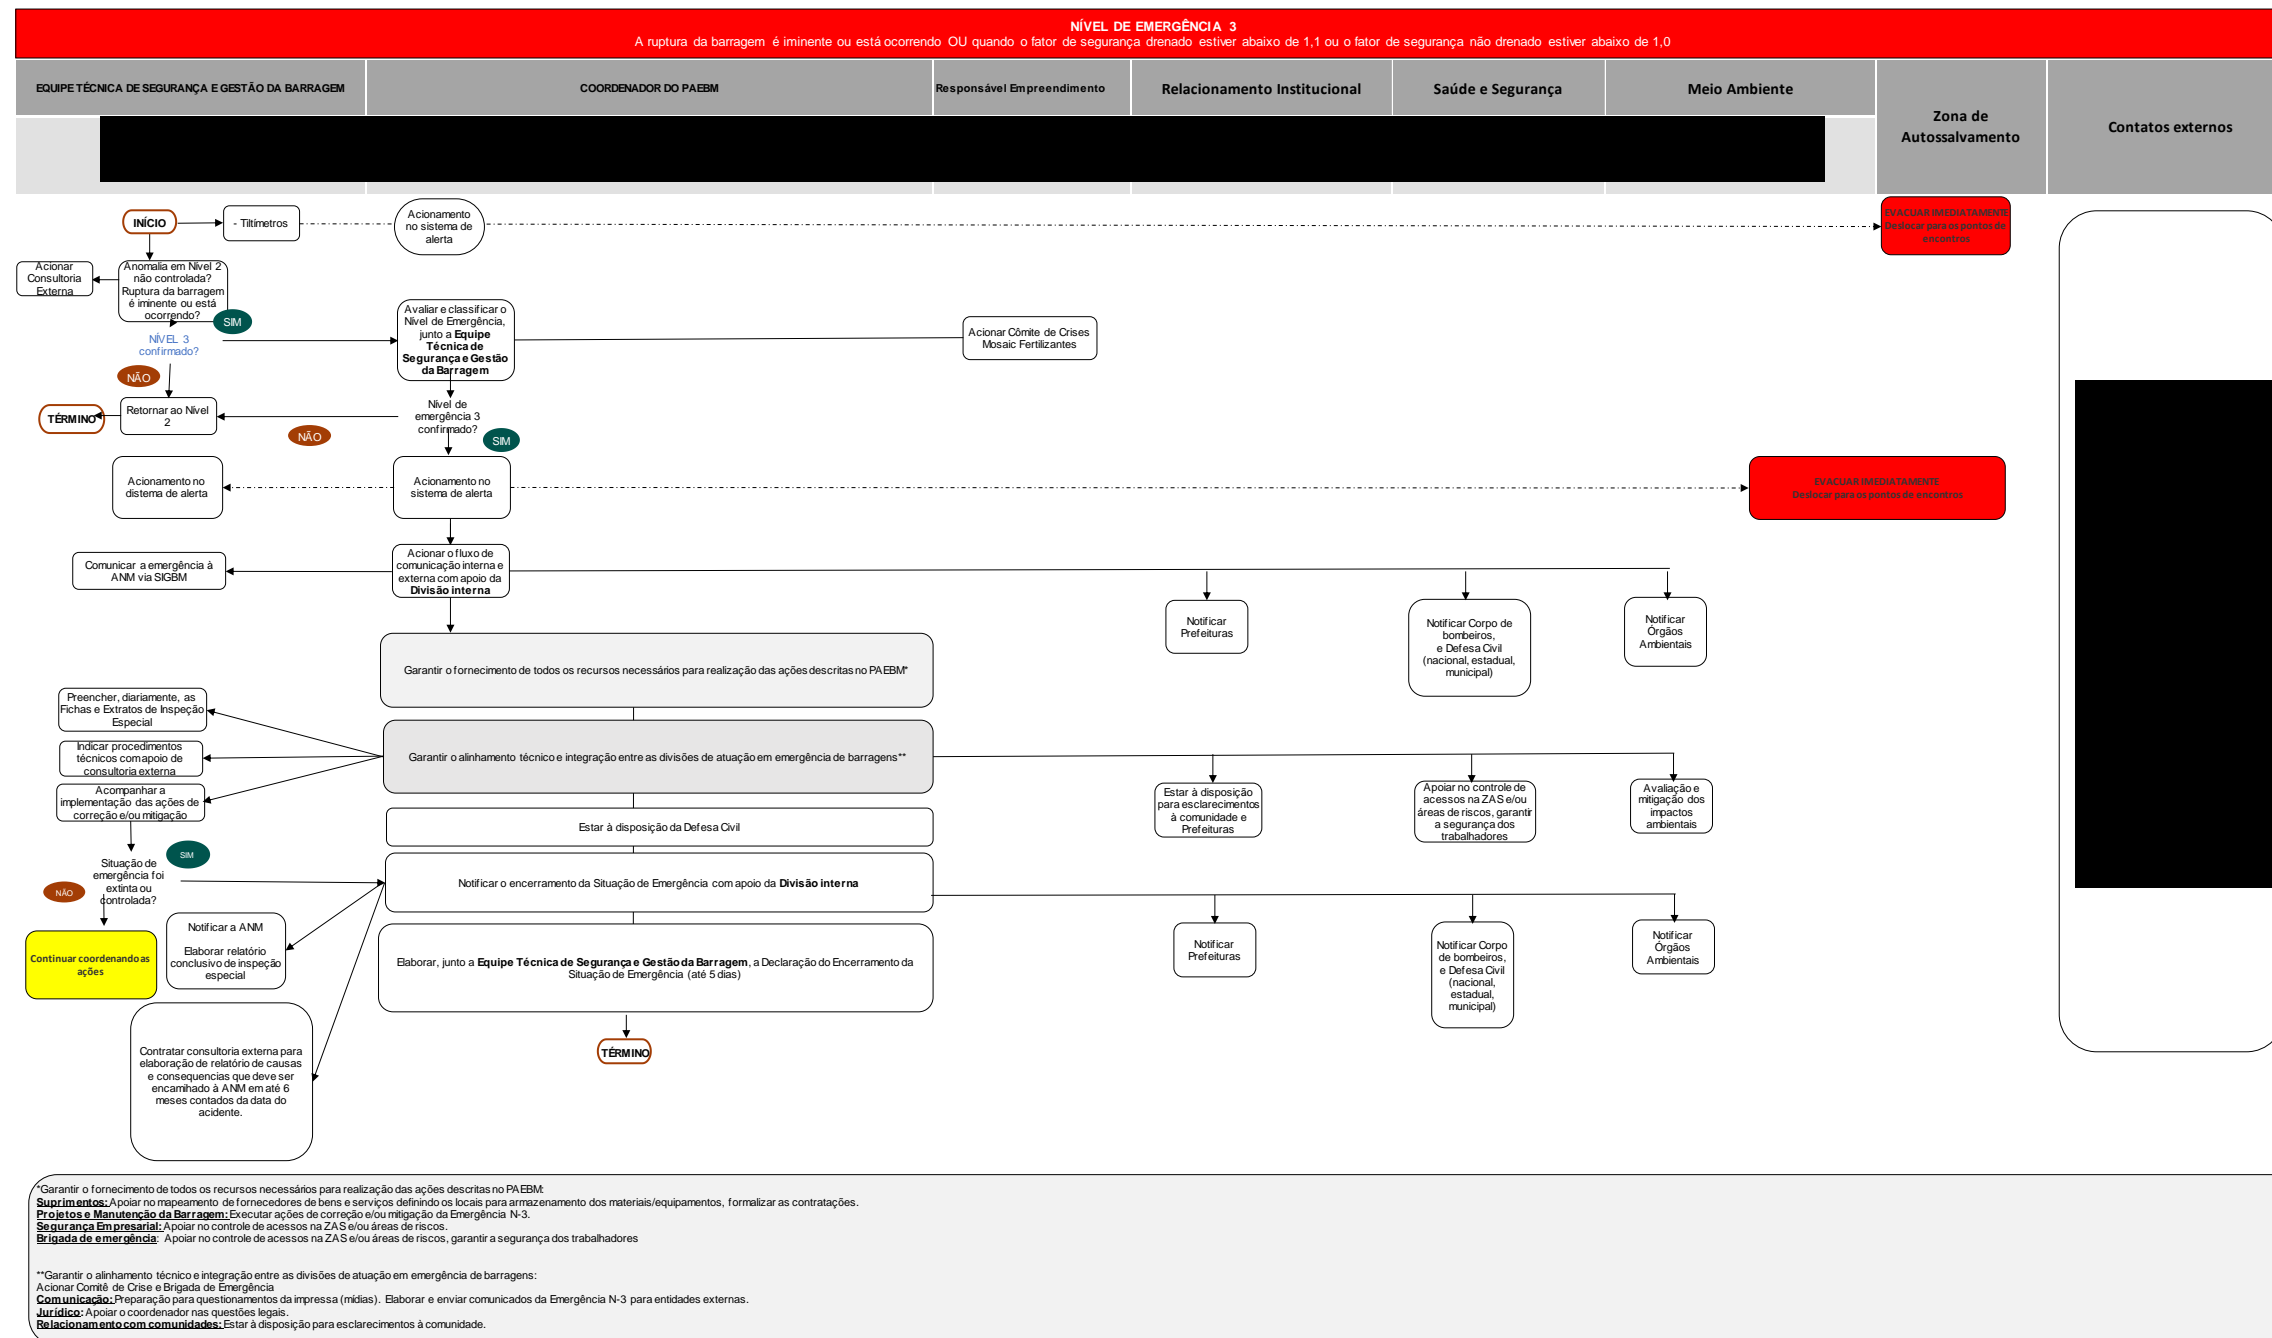 NÍVEL DE EMERGÊNCIA 3
A ruptura da barragem é iminente ou está ocorrendo OU quando o fator de segurança drenado estiver abaixo de 1,1 ou o fator de segurança não drenado estiver abaixo de 1,0
EQUIPE TÉCNICA DE SEGURANÇA E GESTÃO DA BARRAGEM
COORDENADOR DO PAEBM
Responsável Empreendimento
Relacionamento Institucional
Saúde e Segurança
Meio Ambiente
Zona de
Autossalvamento
Contatos externos
INÍCIO
- Tiltímetros
Acionamento
no sistema de
alerta
EVACUAR IMEDIATAMENTE
Deslocar para os pontos de
encontros
Acionar
Consultoria
Externa
Anomalia em Nível 2
não controlada?
Ruptura da barragem
é iminente ou está
ocorrendo?
SIM
NÍVEL 3
confirmado?
Avaliar e classificar o
Nível de Emergência,
junto a Equipe
Técnica de
Segurança e Gestão
da Barragem
Acionar Cômite de Crises
Mosaic Fertilizantes
NÃO
TÉRMINO
Retornar ao Nível
2
NÃO
Nível de
emergência 3
confirmado?
SIM
Acionamento no
distema de alerta
Acionamento no
sistema de alerta
EVACUAR IMEDIATAMENTE
Deslocar para os pontos de encontros
Comunicar a emergência à
ANM via SIGBM
Acionar o fluxo de
comunicação interna e
externa com apoio da
Divisão interna
Notificar
Prefeituras
Notificar Corpo de
bombeiros,
e Defesa Civil
(nacional, estadual,
municipal)
Notificar
Órgãos
Ambientais
Garantir o fornecimento de todos os recursos necessários para realização das ações descritas no PAEBM*
Preencher, diariamente, as
Fichas e Extratos de Inspeção
Especial
Indicar procedimentos
técnicos com apoio de
consultoria externa
Acompanhar a
implementação das ações de
correção e/ou mitigação
Garantir o alinhamento técnico e integração entre as divisões de atuação em emergência de barragens**
Estar à disposição
para esclarecimentos
à comunidade e
Prefeituras
Apoiar no controle de
acessos na ZAS e/ou
áreas de riscos, garantir
a segurança dos
trabalhadores
Avaliação e
mitigação dos
impactos
ambientais
Estar à disposição da Defesa Civil
SIM
Situação de
emergência foi
extinta ou
controlada?
NÃO
Notificar o encerramento da Situação de Emergência com apoio da Divisão interna
Continuar coordenando as
ações
Notificar a ANM
Elaborar relatório
conclusivo de inspeção
especial
Elaborar, junto a Equipe Técnica de Segurança e Gestão da Barragem, a Declaração do Encerramento da
Situação de Emergência (até 5 dias)
Notificar
Prefeituras
Notificar Corpo
de bombeiros,
e Defesa Civil
(nacional,
estadual,
municipal)
Notificar
Órgãos
Ambientais
TÉRMINO
Contratar consultoria externa para
elaboração de relatório de causas
e consequencias que deve ser
encamihado à ANM em até 6
meses contados da data do
acidente.
*Garantir o fornecimento de todos os recursos necessários para realização das ações descritas no PAEBM:
Suprimentos: Apoiar no mapeamento de fornecedores de bens e serviços definindo os locais para armazenamento dos materiais/equipamentos, formalizar as contratações.
Projetos e Manutenção da Barragem: Executar ações de correção e/ou mitigação da Emergência N-3.
Segurança Empresarial: Apoiar no controle de acessos na ZAS e/ou áreas de riscos.
Brigada de emergência: Apoiar no controle de acessos na ZAS e/ou áreas de riscos, garantir a segurança dos trabalhadores
**Garantir o alinhamento técnico e integração entre as divisões de atuação em emergência de barragens:
Acionar Comitê de Crise e Brigada de Emergência
Comunicação: Preparação para questionamentos da impressa (mídias). Elaborar e enviar comunicados da Emergência N-3 para entidades externas.
Jurídico: Apoiar o coordenador nas questões legais.
Relacionamento com comunidades: Estar à disposição para esclarecimentos à comunidade.